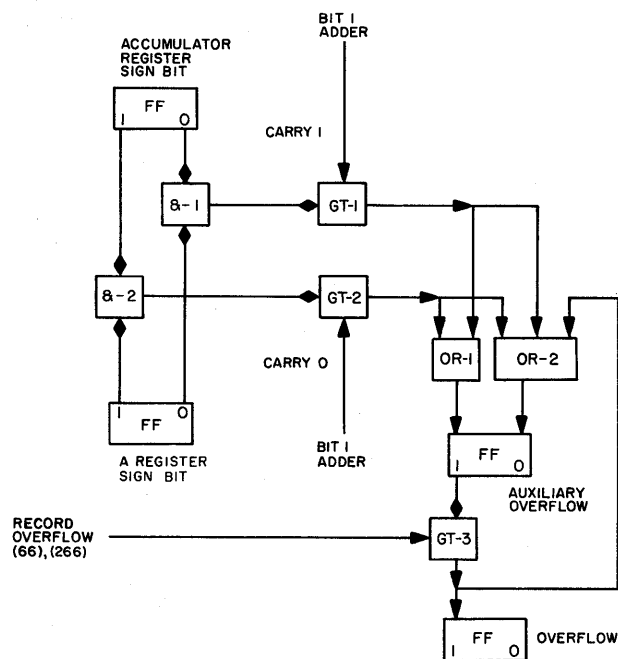 BIT 1
ADDER
ACCUMULATOR
REGISTER
SIGN BIT
FF
1 0
CARRY 1
&-1
GT-1
&-2
GT-2
OR-1
OR-2
CARRY 0
1 0
FF
A REGISTER
SIGN BIT
BIT 1
ADDER
FF
1 0
AUXILIARY
OVERFLOW
RECORD
OVERFLOW
(66), (266)
GT-3
FF
1 0
OVERFLOW